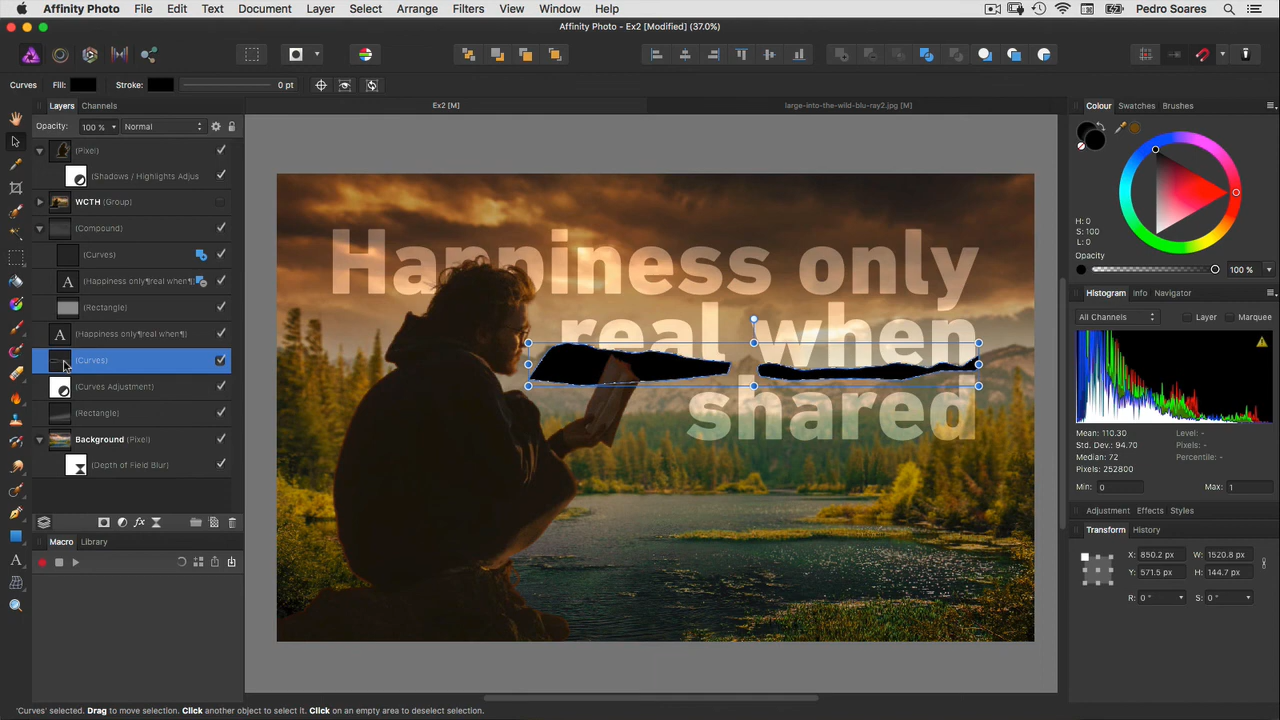 Affinity Photo File Edit Text Document Layer Select Arrange Filters View Window Help Pedro Soares
Affinity Photo - Ex2 [Modified] (37.0%)
Curves Fill: Stroke: 0 pt
Layers Channels
Ex2 [M]
large-into-the-wild-blu-ray2.jpg [M]
Colour Swatches Brushes
Opacity: 100 % Normal
(Pixel)
(Shadows / Highlights Adjus
WCTH (Group)
(Compound)
(Curves)
(Happiness only¶real when¶
(Rectangle)
(Happiness only¶real when¶)
(Curves)
(Curves Adjustment)
(Rectangle)
Background (Pixel)
(Depth of Field Blur)
Macro Library
Happiness only
real when
shared
H: 0
S: 100
L: 0
Opacity
100 %
Histogram Info Navigator
All Channels Layer Marquee
Mean: 110.30 Level: -
Std. Dev.: 94.70 Pixels: -
Median: 72 Percentile: -
Pixels: 252800
Min: 0 Max: 1
Adjustment Effects Styles
Transform History
X: 850.2 px W: 1520.8 px
Y: 571.5 px H: 144.7 px
R: 0 ° S: 0 °
'Curves' selected. Drag to move selection. Click another object to select it. Click on an empty area to deselect selection.